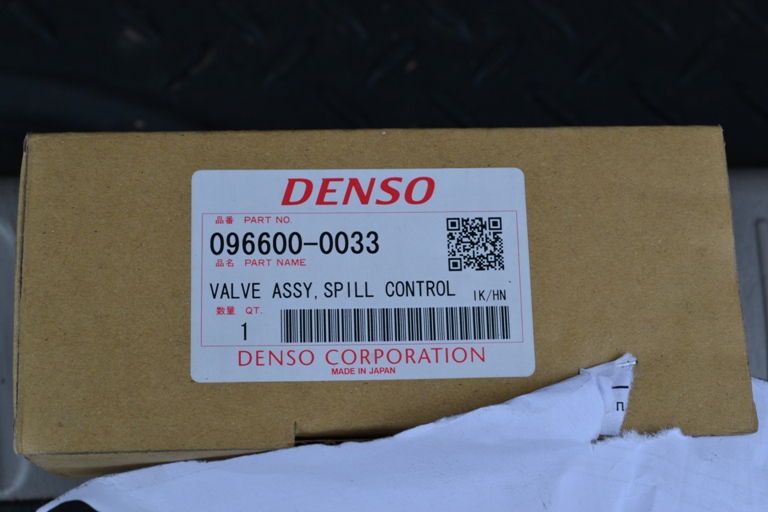 DENSO
品番 PART NO.
096600-0033
品名 PART NAME
VALVE ASSY,SPILL CONTROL IK/HN
数量 QT.
1
DENSO CORPORATION
MADE IN JAPAN